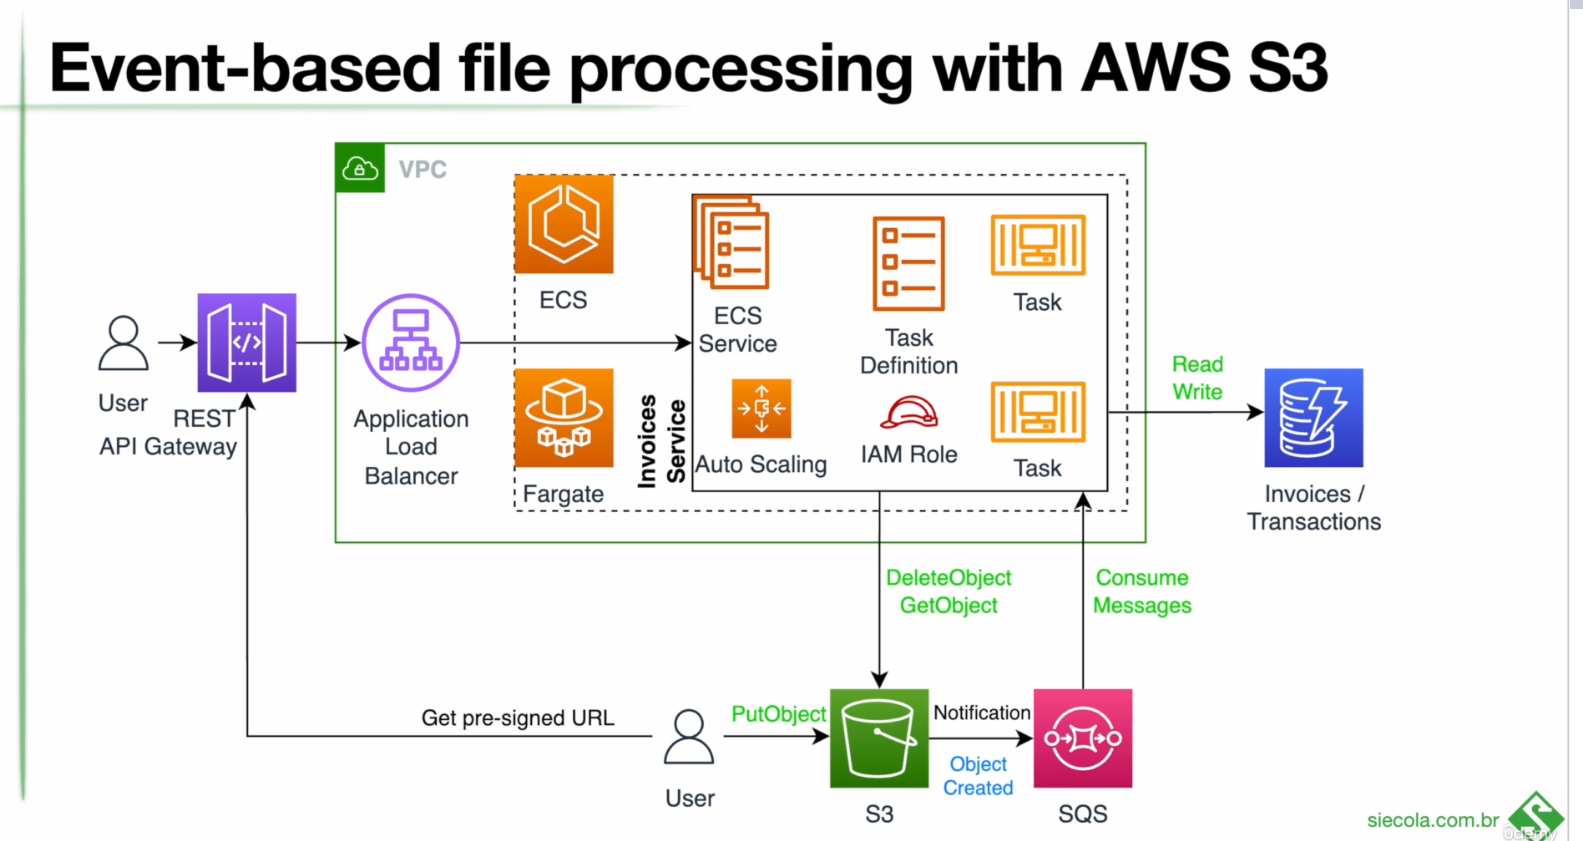 Event-based file processing with AWS S3
VPC
ECS
ECS
Service
Task
Definition
Task
User
REST
API Gateway
Application
Load
Balancer
Fargate
Invoices
Service
Auto Scaling
IAM Role
Task
Read
Write
Invoices /
Transactions
DeleteObject
GetObject
Consume
Messages
Get pre-signed URL
User
PutObject
S3
Notification
Object
Created
SQS
siecola.com.br
ûdemy